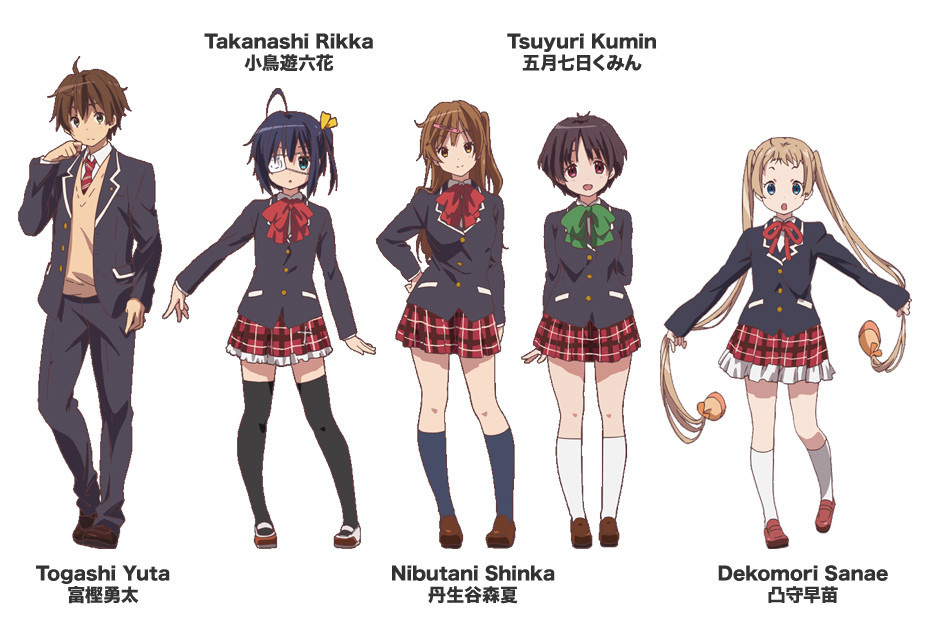 Takanashi Rikka
小鳥遊六花
Tsuyuri Kumin
五月七日くみん
Togashi Yuta
富樫勇太
Nibutani Shinka
丹生谷森夏
Dekomori Sanae
凸守早苗